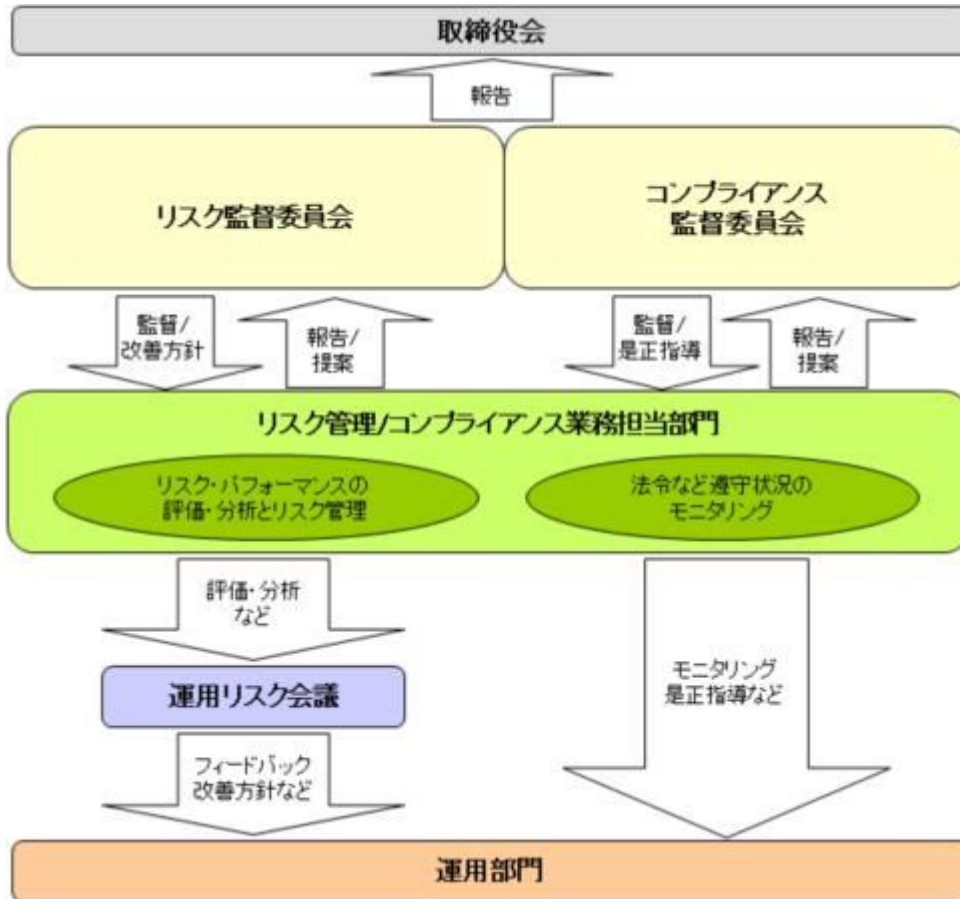 取締役会
報告
リスク監督委員会
コンプライアンス
監督委員会
監督/
改善方針
報告/
提案
監督/
是正指導
報告/
提案
リスク管理/コンプライアンス業務担当部門
リスク・パフォーマンスの
評価・分析とリスク管理
法令など遵守状況の
モニタリング
評価・分析
など
運用リスク会議
モニタリング
是正指導など
フィードバック
改善方針など
運用部門